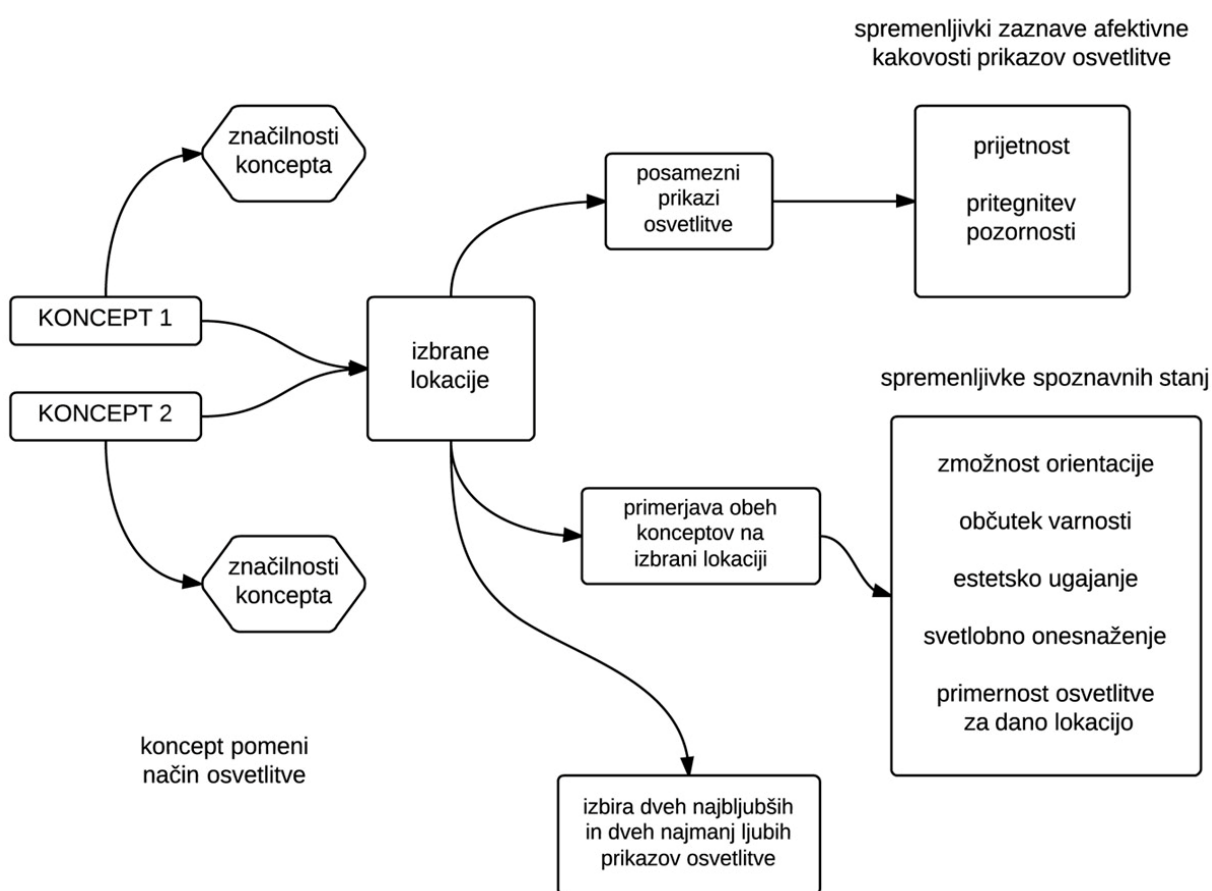 spremenljivki zaznave afektivne
kakovosti prikazov osvetlitve
značilnosti
koncepta
posamezni
prikazi
osvetlitve
prijetnost
pritegnitev
pozornosti
KONCEPT 1
KONCEPT 2
izbrane
lokacije
spremenljivke spoznavnih stanj
primerjava obeh
konceptov na
izbrani lokaciji
zmožnost orientacije
občutek varnosti
estetsko ugajanje
svetlobno onesnaženje
primernost osvetlitve
za dano lokacijo
značilnosti
koncepta
koncept pomeni
način osvetlitve
izbira dveh najbljubših
in dveh najmanj ljubih
prikazov osvetlitve